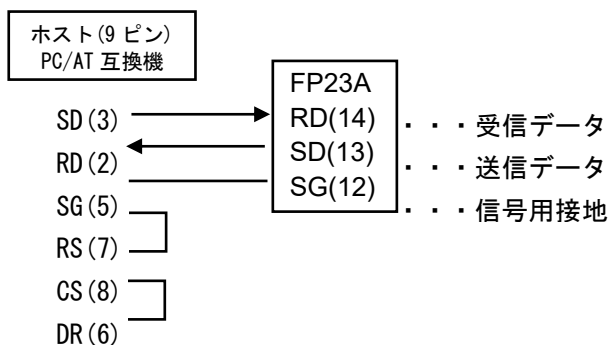 ホスト(9 ピン)
PC/AT 互換機
SD(3)
RD(2)
SG(5)
RS(7)
CS(8)
DR(6)
FP23A
RD(14)
SD(13)
SG(12)
・・・受信データ
・・・送信データ
・・・信号用接地